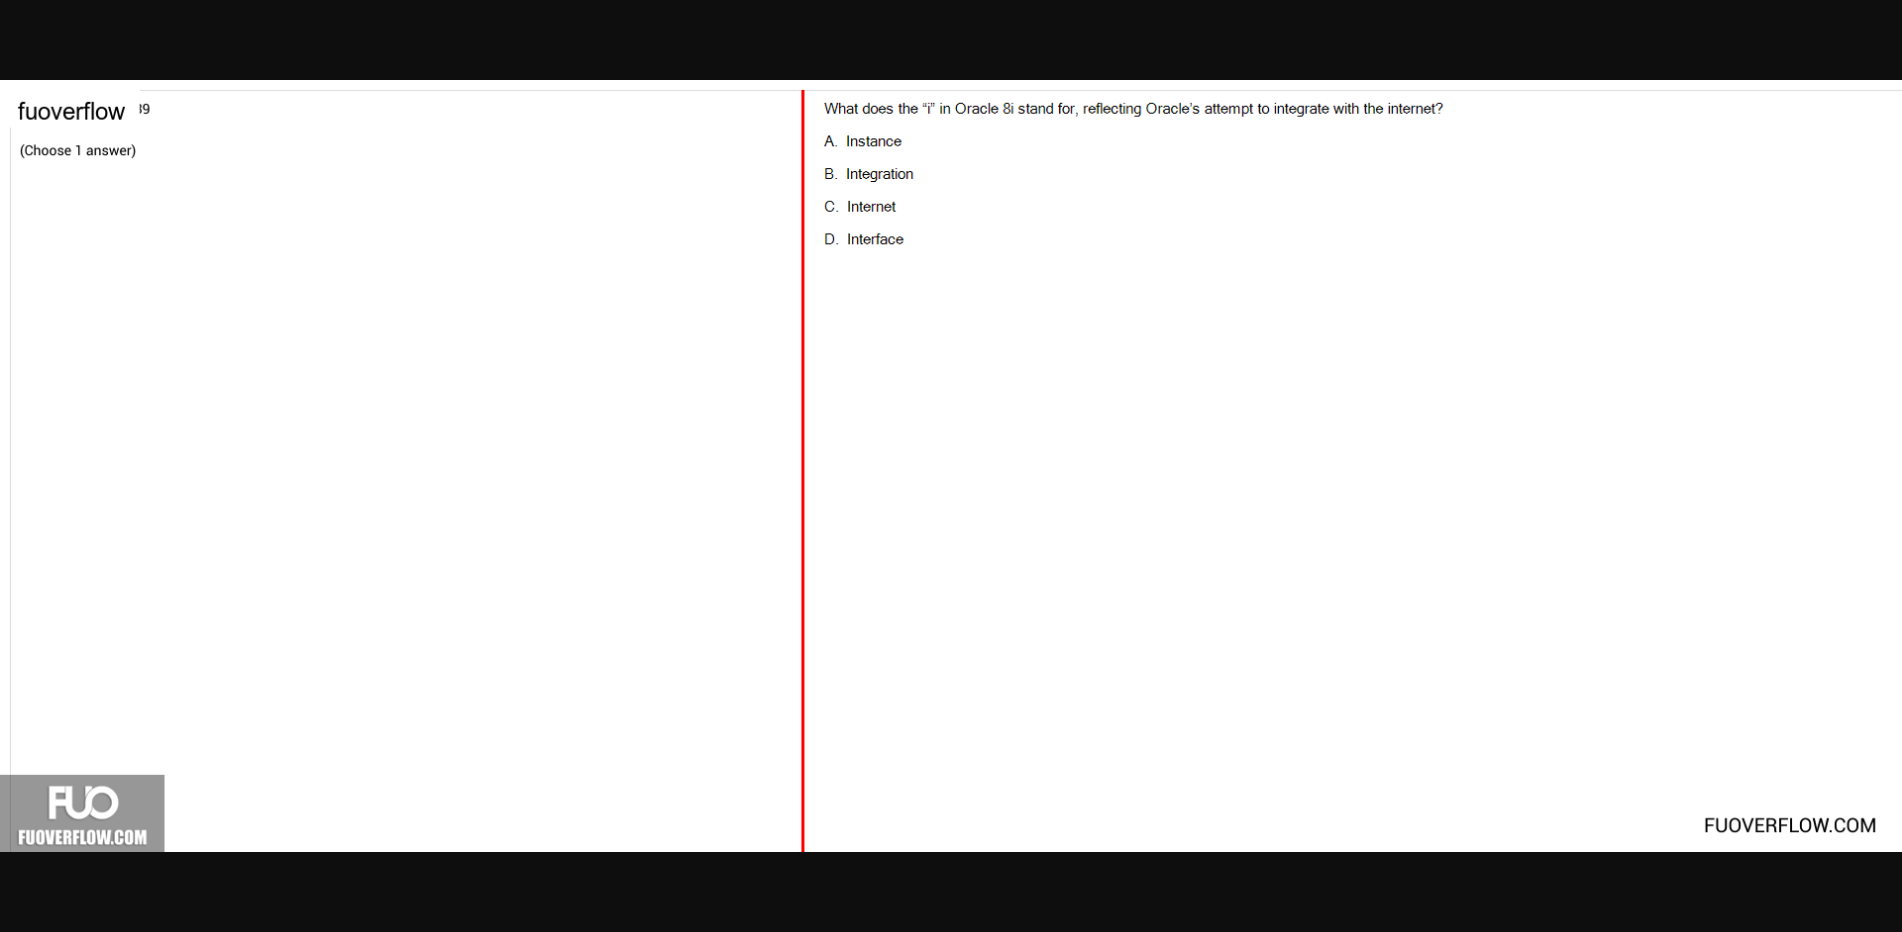 fuoverflow
(Choose 1 answer)
What does the “i” in Oracle 8i stand for, reflecting Oracle's attempt to integrate with the internet?
A. Instance
B. Integration
C. Internet
D. Interface
FUO
FUOVERFLOW.COM
FUOVERFLOW.COM